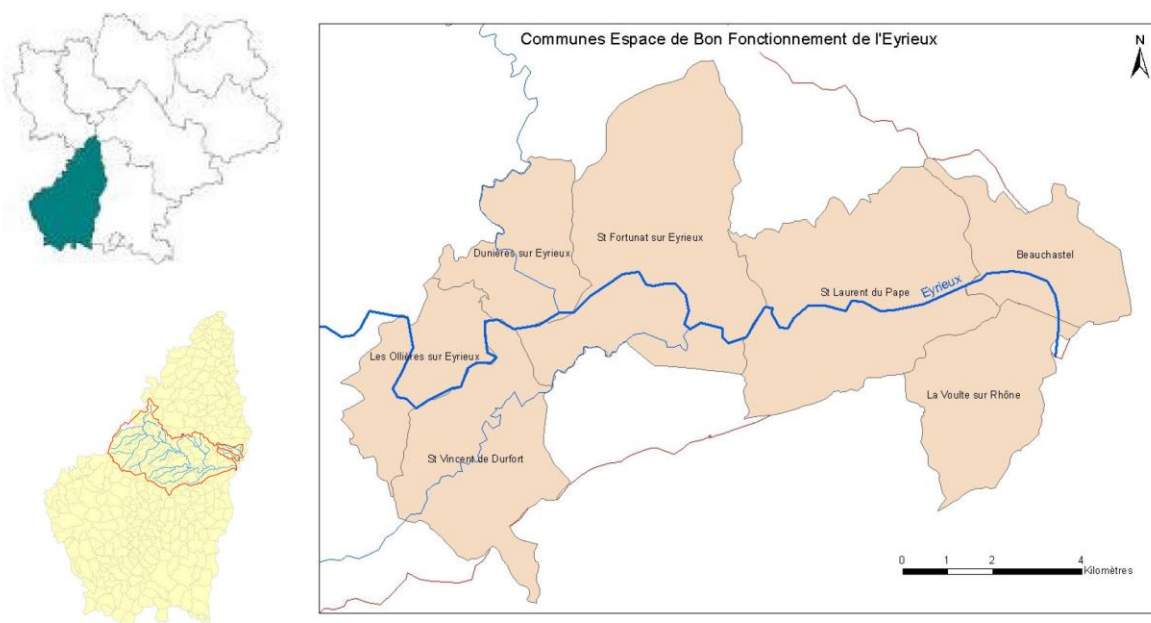 Communes Espace de Bon Fonctionnement de l'Eyrieux
N
St Fortunat sur Eyrieux
Dunières sur Eyrieux
Beauchastel
St Laurent du Pape
Eyrieux
Les Ollières sur Eyrieux
La Voulte sur Rhône
St Vincent de Durfort
0 1 2 4
Kilomètres